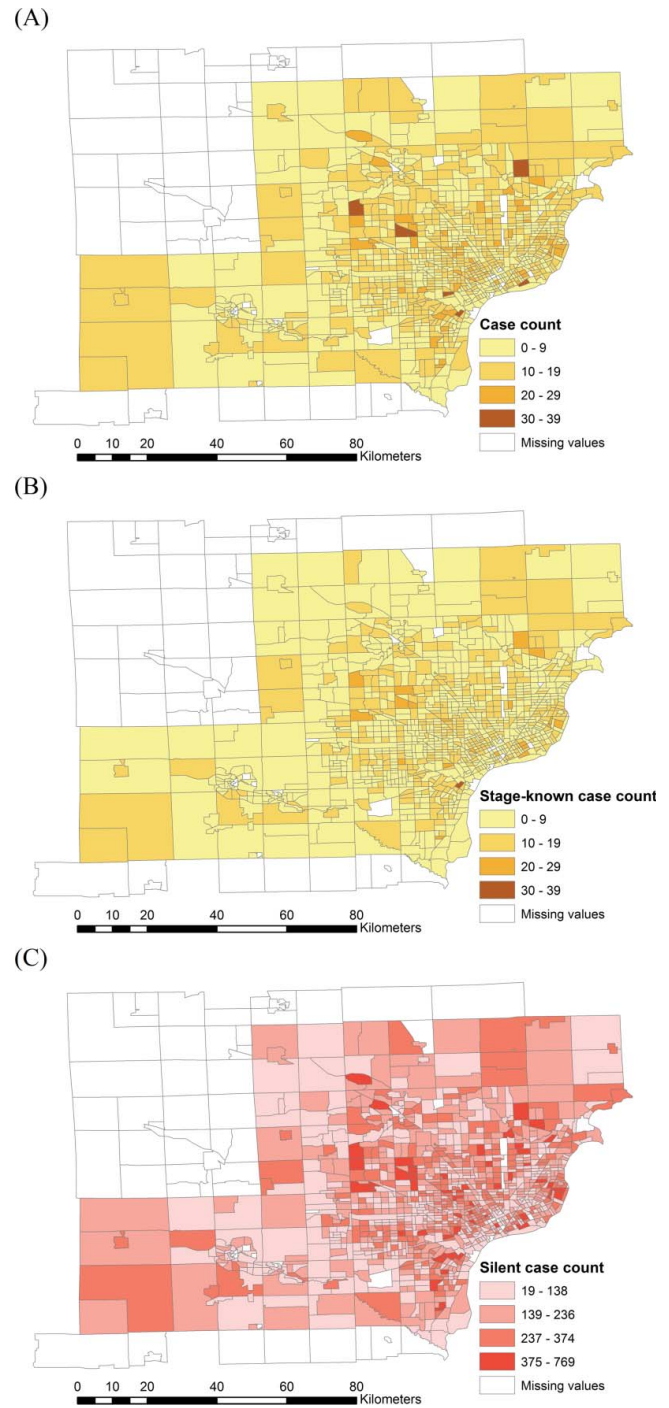 (A)
Case count
0 - 9
10 - 19
20 - 29
30 - 39
Missing values
0 10 20 40 60 80
Kilometers
(B)
Stage-known case count
0 - 9
10 - 19
20 - 29
30 - 39
Missing values
0 10 20 40 60 80
Kilometers
(C)
Silent case count
19 - 138
139 - 236
237 - 374
375 - 769
Missing values
0 10 20 40 60 80
Kilometers